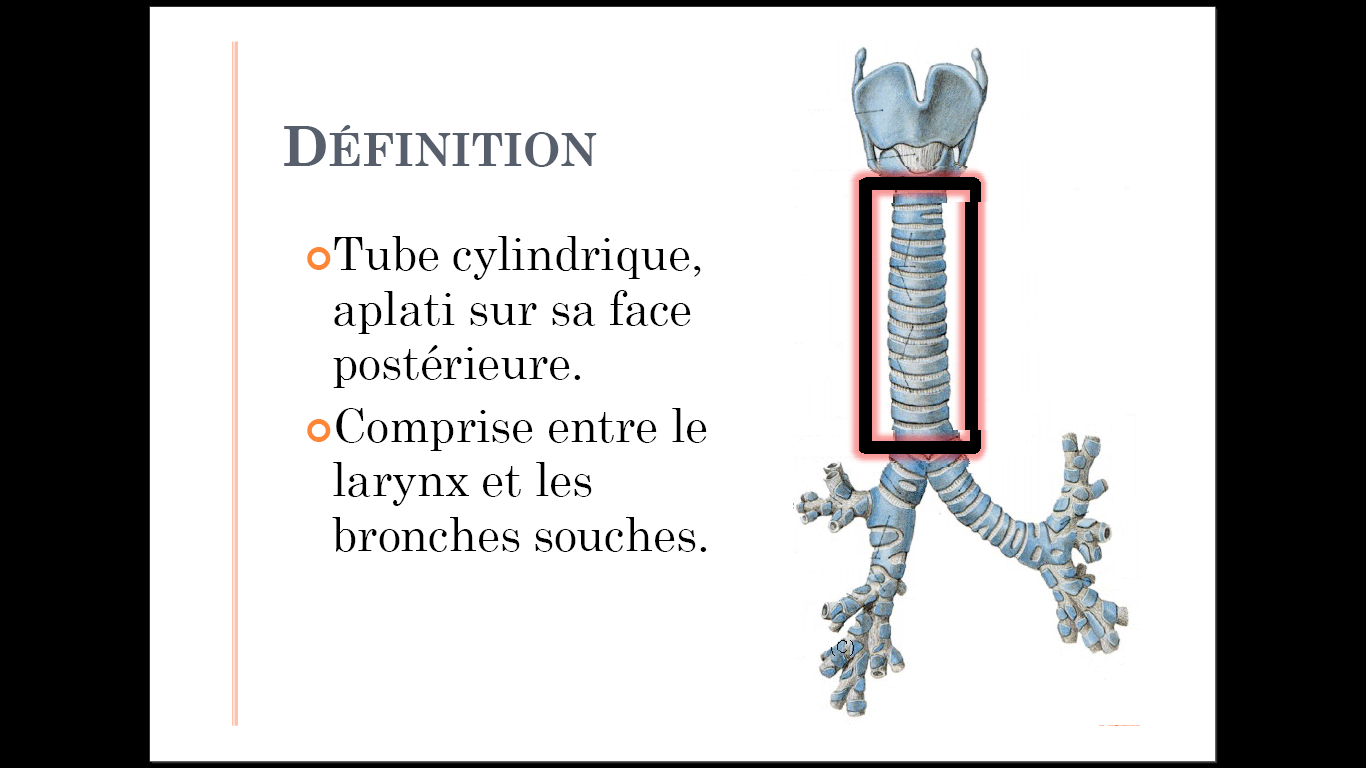 DÉFINITION
Tube cylindrique,
aplati sur sa face
postérieure.
Comprise entre le
larynx et les
bronches souches.
(C)